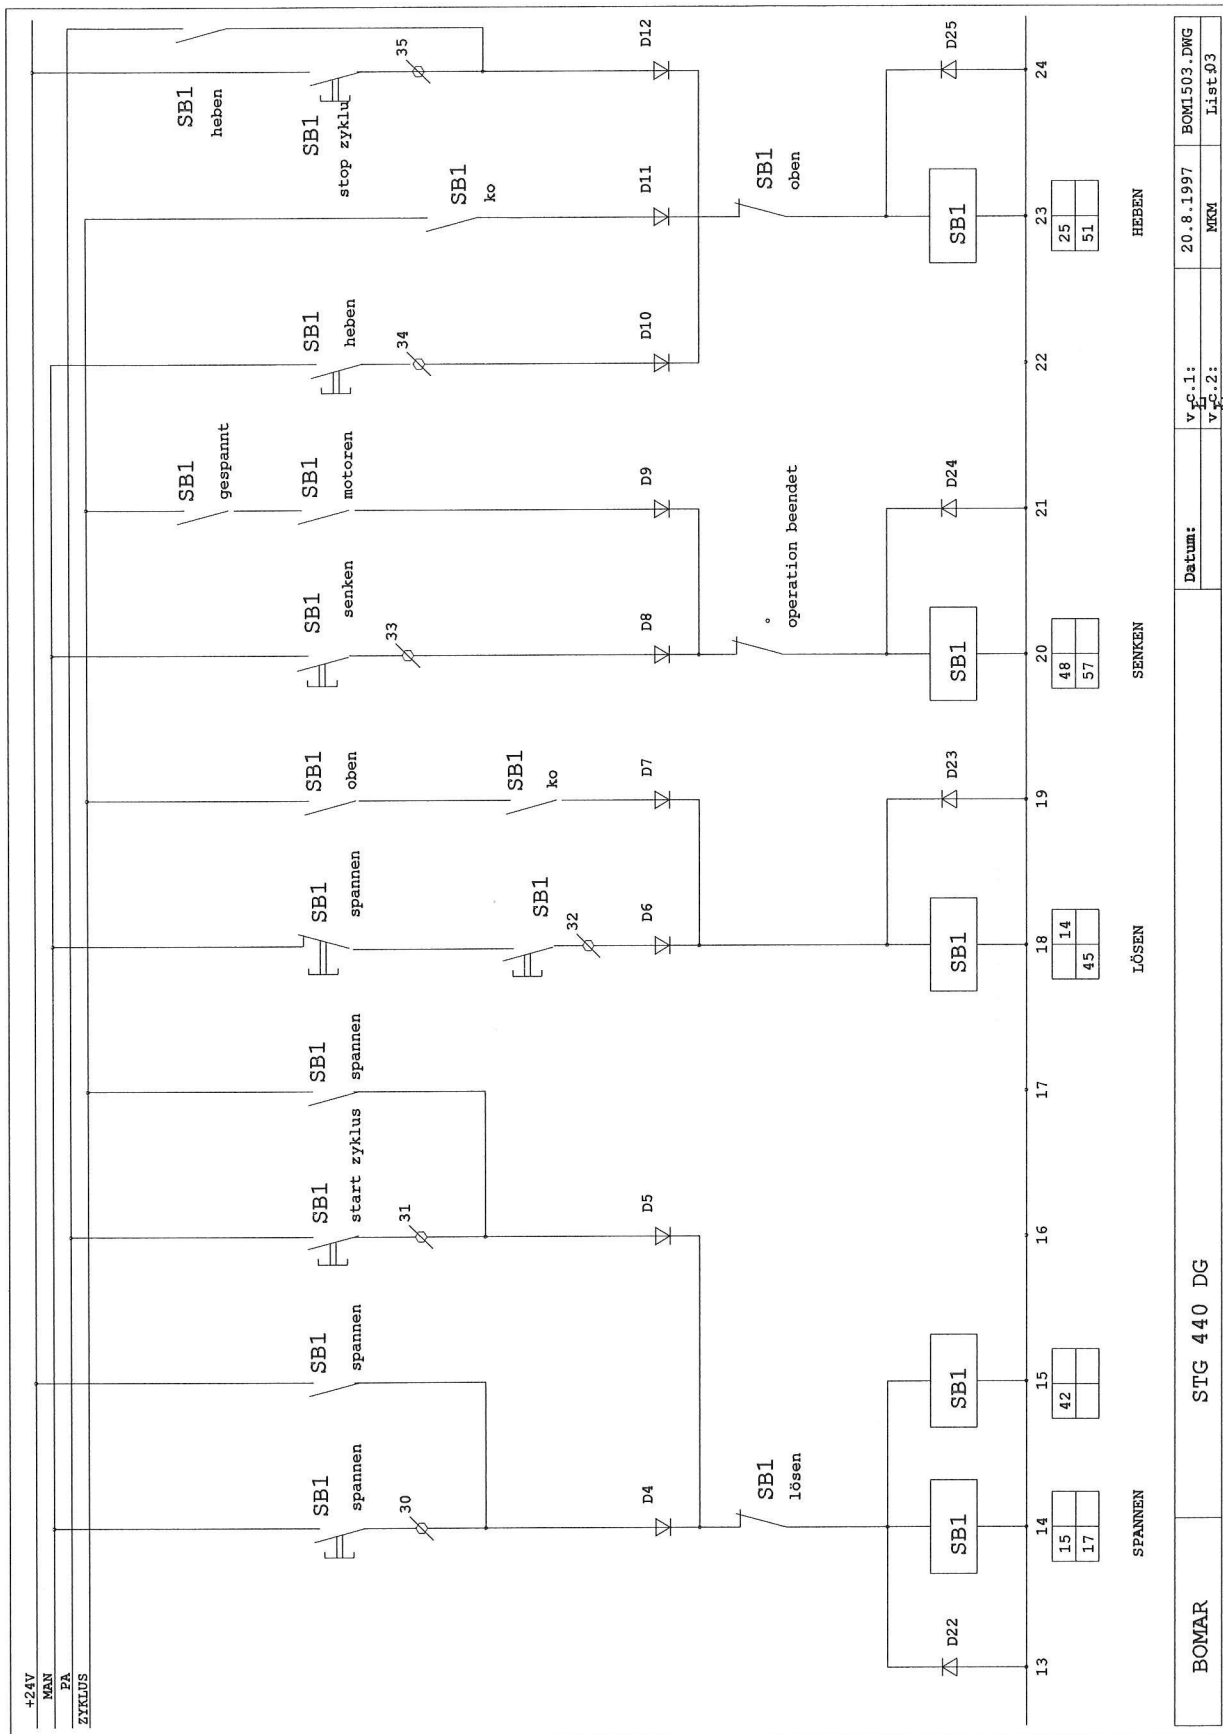 +24V
MAN
PA
ZYKLUS
SB1
spannen
30
D4
SB1
lösen
D22
SB1
13
14
15
17
SPANNEN
SB1
spannen
SB1
15
42
SB1
start zyklus
31
D5
16
SB1
spannen
17
SB1
spannen
SB1
32
D6
SB1
18
14
45
LÖSEN
SB1
oben
SB1
ko
D7
D23
19
SB1
senken
33
D8
operation beendet
SB1
20
48
57
SENKEN
SB1
gespannt
SB1
motoren
D9
D24
21
SB1
heben
34
D10
22
SB1
ko
D11
SB1
oben
SB1
23
25
51
HEBEN
SB1
heben
SB1
stop zyklu
35
D12
D25
24
BOMAR
STG 440 DG
Datum:
v.c.1:
v.c.2:
20.8.1997
MKM
BOM1503.DWG
List:03